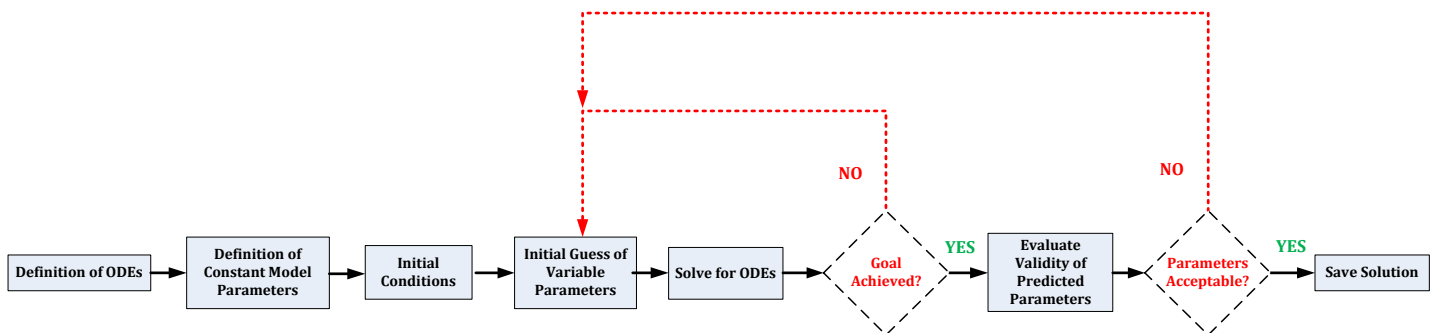 NO
NO
Definition of ODEs
Definition of
Constant Model
Parameters
Initial
Conditions
Initial Guess of
Variable
Parameters
Solve for ODEs
Goal
Achieved?
YES
Evaluate
Validity of
Predicted
Parameters
Parameters
Acceptable?
YES
Save Solution